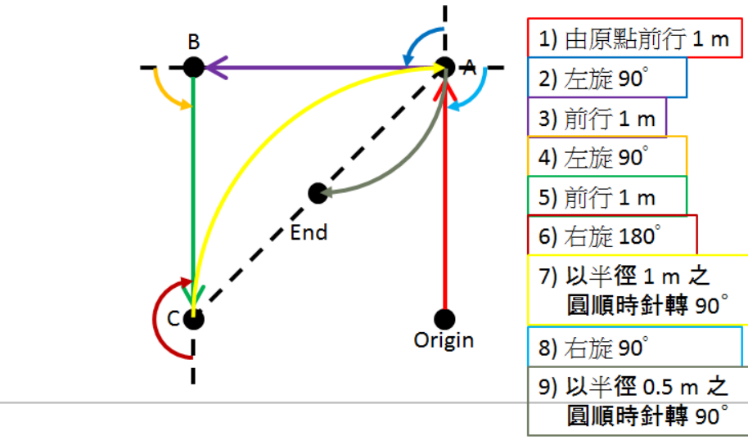 B
A
End
C
Origin
1) 由原點前行 1 m
2) 左旋 90°
3) 前行 1 m
4) 左旋 90°
5) 前行 1 m
6) 右旋 180°
7) 以半徑 1 m 之
圓順時針轉 90°
8) 右旋 90°
9) 以半徑 0.5 m 之
圓順時針轉 90°